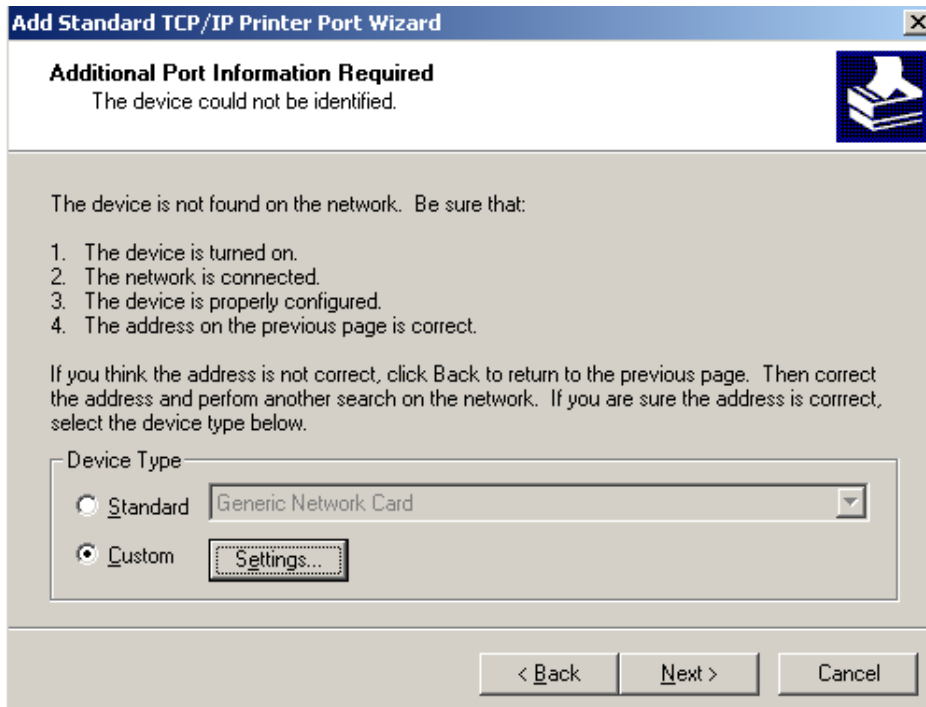 Add Standard TCP/IP Printer Port Wizard
Additional Port Information Required
The device could not be identified.
The device is not found on the network.  Be sure that:
1.  The device is turned on.
2.  The network is connected.
3.  The device is properly configured.
4.  The address on the previous page is correct.
If you think the address is not correct, click Back to return to the previous page.  Then correct
the address and perfom another search on the network.  If you are sure the address is corrrect,
select the device type below.
Device Type
Standard Generic Network Card
Custom Settings...
< Back Next > Cancel